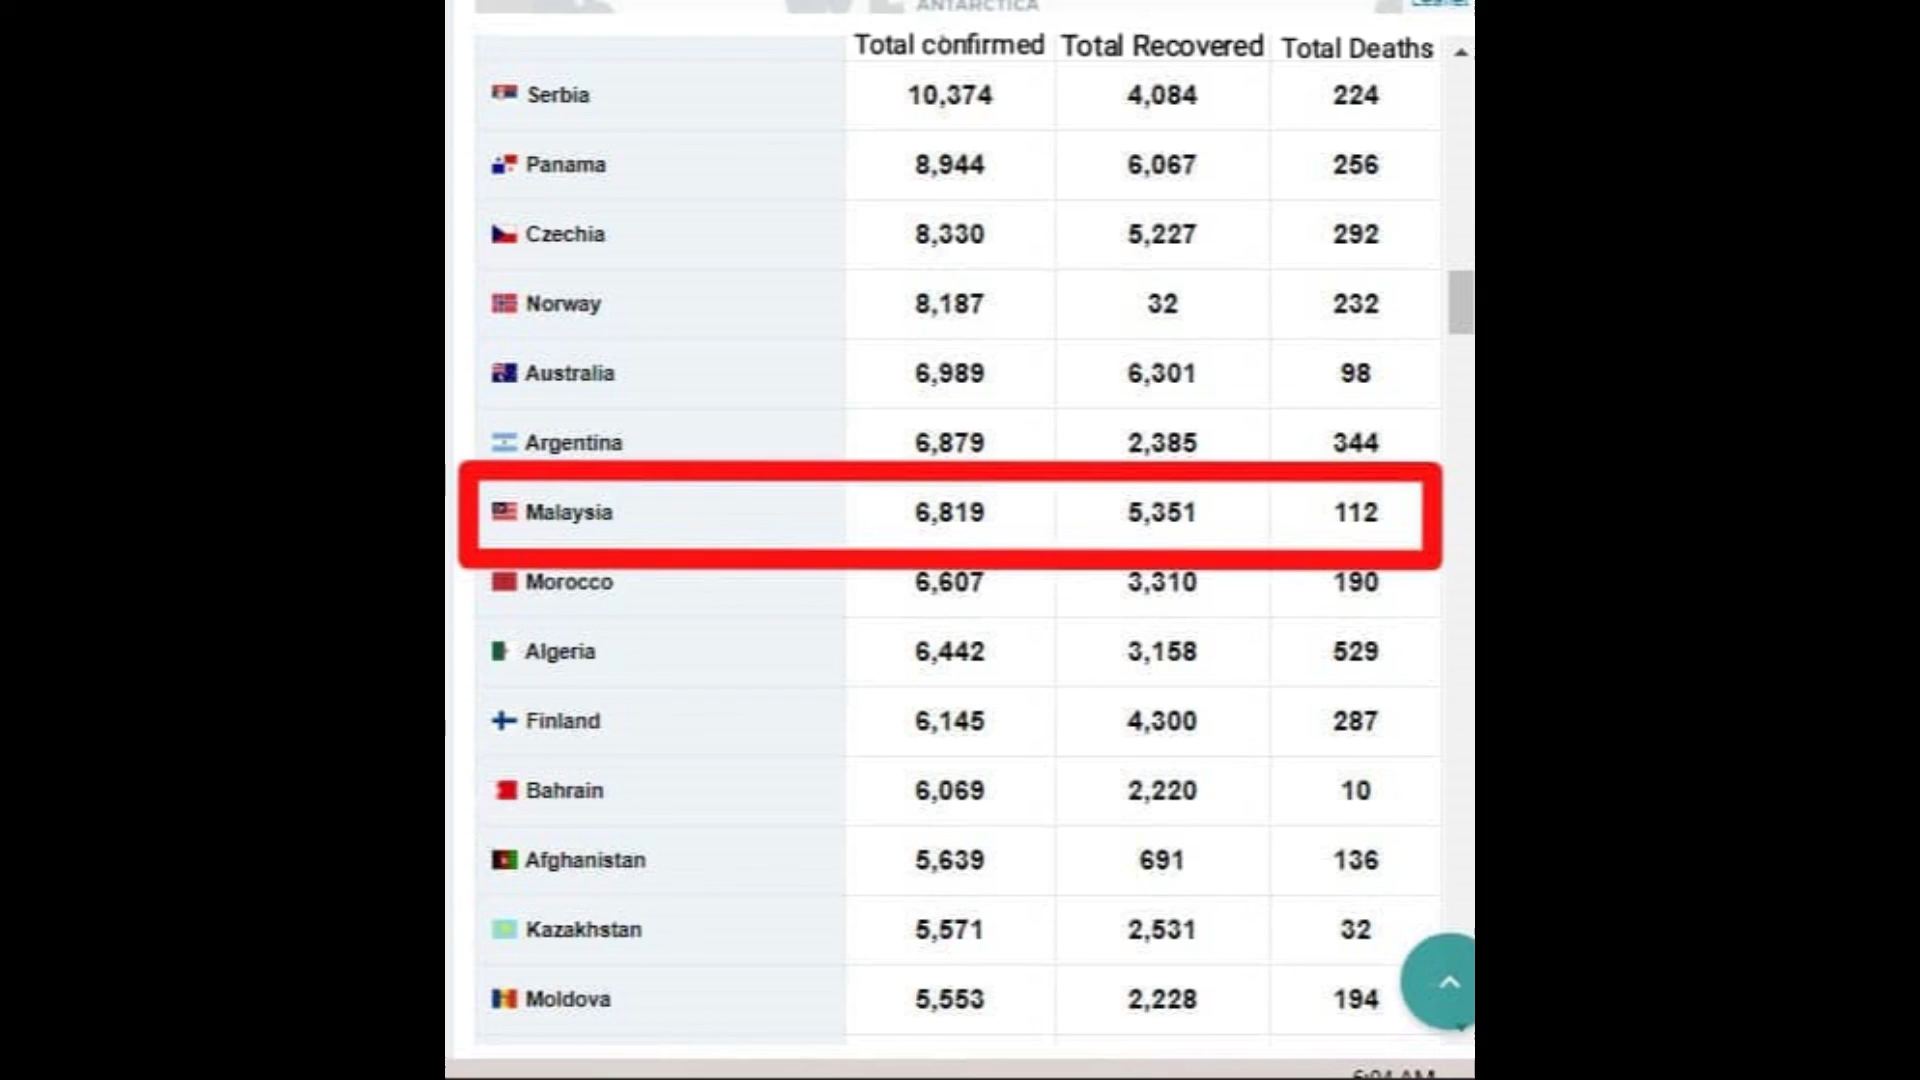 ANTARCTICA
Leaflet
Total confirmed Total Recovered Total Deaths
Serbia 10,374 4,084 224
Panama 8,944 6,067 256
Czechia 8,330 5,227 292
Norway 8,187 32 232
Australia 6,989 6,301 98
Argentina 6,879 2,385 344
Malaysia 6,819 5,351 112
Morocco 6,607 3,310 190
Algeria 6,442 3,158 529
Finland 6,145 4,300 287
Bahrain 6,069 2,220 10
Afghanistan 5,639 691 136
Kazakhstan 5,571 2,531 32
Moldova 5,553 2,228 194